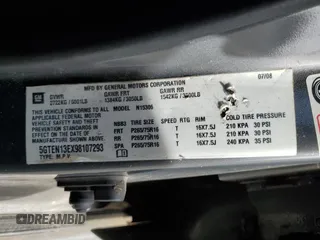 MFD BY GENERAL MOTORS CORPORATION
07/08
GM GVWR GAWR FRT GAWR RR
2722KG / 6001LB 1384KG / 3050LB 1542KG / 3400LB
THIS VEHICLE CONFORMS TO ALL
APPLICABLE FEDERAL MOTOR
VEHICLE SAFETY AND THEFT
PREVENTION STANDARDS IN
EFFECT ON THE DATE OF
MANUFACTURE SHOWN ABOVE.
5GTEN13EX98107293
TYPE: M.P.V.
MODEL: N15306
TIRE SIZE SPEED RTG RIM COLD TIRE PRESSURE
FRT P265/75R16 T 16X7.5J 210 KPA 30 PSI
RR P265/75R16 T 16X7.5J 210 KPA 30 PSI
SPA P265/75R16 T 16X7.5J 240 KPA 35 PSI
DREAMBID